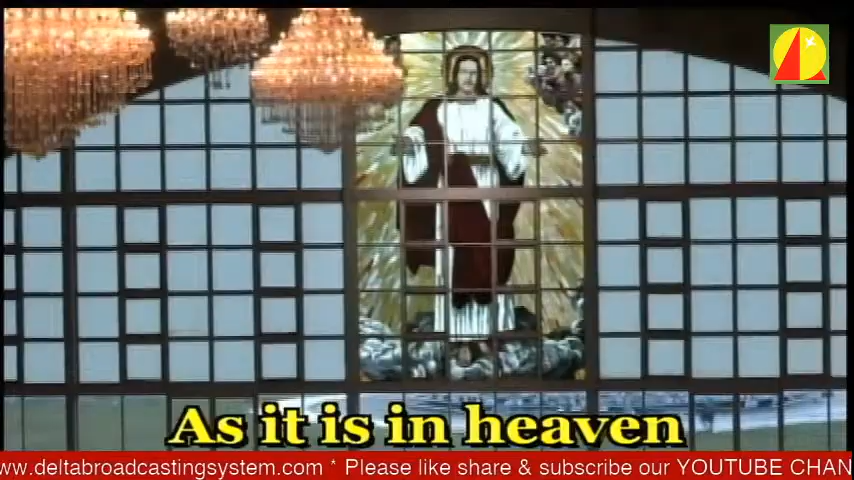 As it is in heaven
www.deltabroadcastingsystem.com * Please like share & subscribe our YOUTUBE CHAN